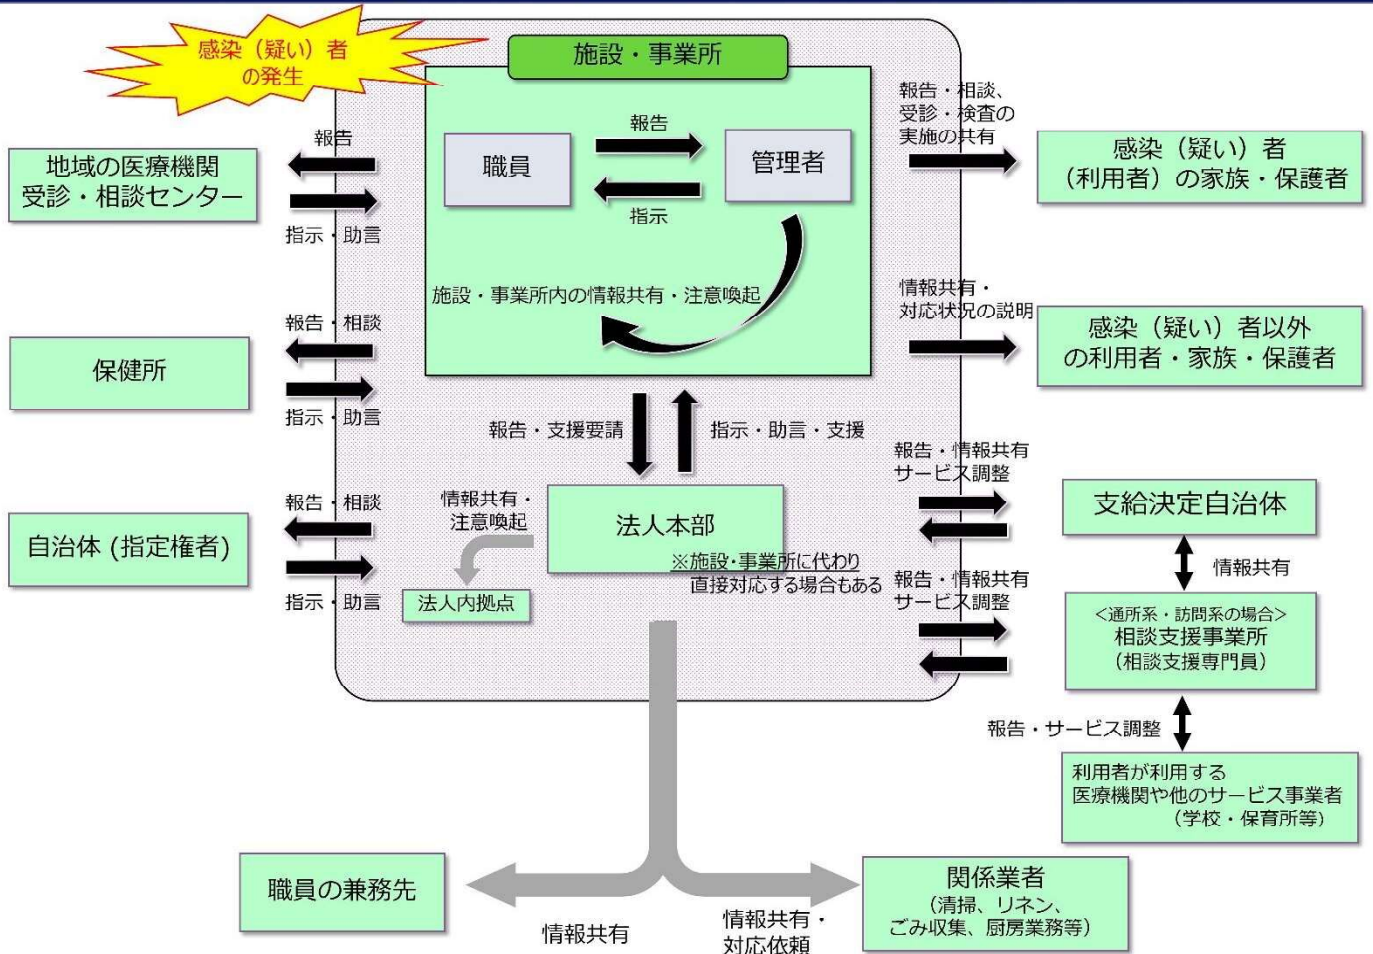 感染（疑い）者
の発生
施設・事業所
報告
地域の医療機関
受診・相談センター
指示・助言
職員
報告
指示
管理者
施設・事業所内の情報共有・注意喚起
報告・相談、
受診・検査の
実施の共有
感染（疑い）者
（利用者）の家族・保護者
情報共有・
対応状況の説明
感染（疑い）者以外
の利用者・家族・保護者
報告・相談
保健所
指示・助言
報告・支援要請
指示・助言・支援
報告・相談
自治体 (指定権者)
指示・助言
情報共有・
注意喚起
法人本部
※施設・事業所に代わり
直接対応する場合もある
法人内拠点
報告・情報共有
サービス調整
支給決定自治体
情報共有
報告・情報共有
サービス調整
＜通所系・訪問系の場合＞
相談支援事業所
（相談支援専門員）
報告・サービス調整
利用者が利用する
医療機関や他のサービス事業者
（学校・保育所等）
職員の兼務先
情報共有
情報共有・
対応依頼
関係業者
（清掃、リネン、
ごみ収集、厨房業務等）